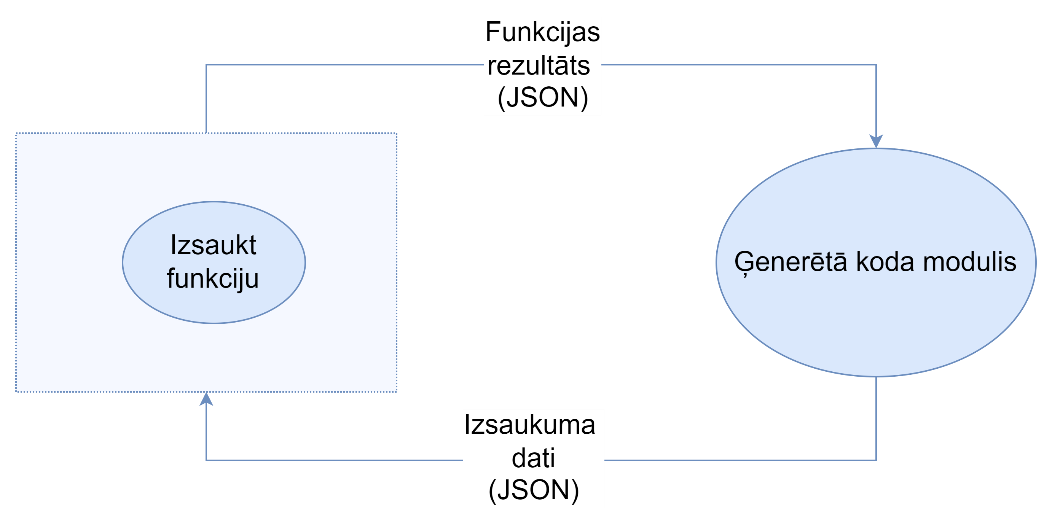 Funkcijas
rezultāts
(JSON)
Izsaukt
funkciju
Ģenerētā koda modulis
Izsaukuma
dati
(JSON)